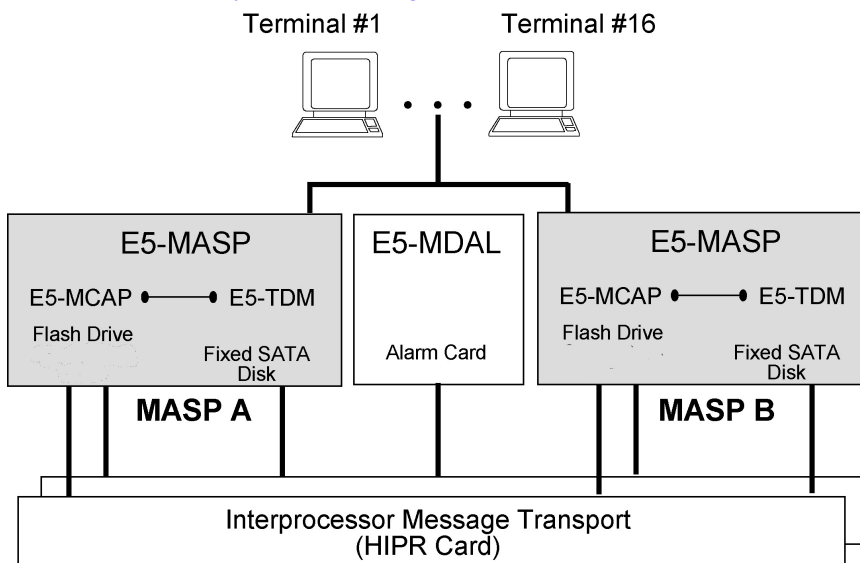 Terminal #1
Terminal #16
E5-MASP
E5-MCAP
E5-TDM
Flash Drive
Fixed SATA
Disk
MASP A
E5-MDAL
Alarm Card
E5-MASP
E5-MCAP
E5-TDM
Flash Drive
Fixed SATA
Disk
MASP B
Interprocessor Message Transport
(HIPR Card)